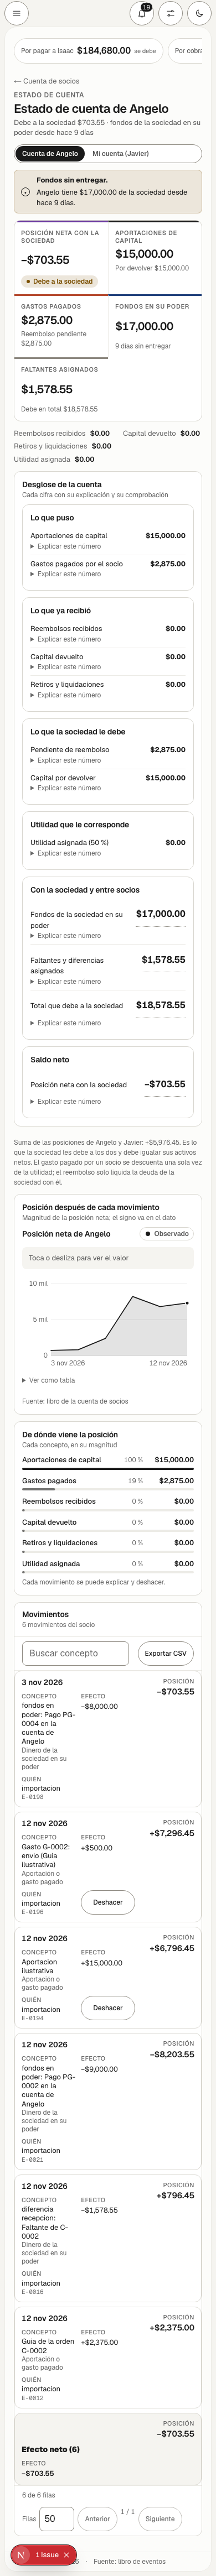 19
Por pagar a Isaac $184,680.00 se debe
Por cobra
← Cuenta de socios
ESTADO DE CUENTA
Estado de cuenta de Angelo
Debe a la sociedad $703.55 · fondos de la sociedad en su
poder desde hace 9 días
Cuenta de Angelo
Mi cuenta (Javier)
Fondos sin entregar.
Angelo tiene $17,000.00 de la sociedad desde
hace 9 días.
POSICIÓN NETA CON LA
SOCIEDAD
−$703.55
Debe a la sociedad
APORTACIONES DE
CAPITAL
$15,000.00
Por devolver $15,000.00
GASTOS PAGADOS
$2,875.00
Reembolso pendiente
$2,875.00
FONDOS EN SU PODER
$17,000.00
9 días sin entregar
FALTANTES ASIGNADOS
$1,578.55
Debe en total $18,578.55
Reembolsos recibidos $0.00
Capital devuelto $0.00
Retiros y liquidaciones $0.00
Utilidad asignada $0.00
Desglose de la cuenta
Cada cifra con su explicación y su comprobación
Lo que puso
Aportaciones de capital $15,000.00
▶ Explicar este número
Gastos pagados por el socio $2,875.00
▶ Explicar este número
Lo que ya recibió
Reembolsos recibidos $0.00
▶ Explicar este número
Capital devuelto $0.00
▶ Explicar este número
Retiros y liquidaciones $0.00
▶ Explicar este número
Lo que la sociedad le debe
Pendiente de reembolso $2,875.00
▶ Explicar este número
Capital por devolver $15,000.00
▶ Explicar este número
Utilidad que le corresponde
Utilidad asignada (50 %) $0.00
▶ Explicar este número
Con la sociedad y entre socios
Fondos de la sociedad en su
poder
$17,000.00
▶ Explicar este número
Faltantes y diferencias
asignados
$1,578.55
▶ Explicar este número
Total que debe a la sociedad $18,578.55
▶ Explicar este número
Saldo neto
Posición neta con la sociedad −$703.55
▶ Explicar este número
Suma de las posiciones de Angelo y Javier: +$5,976.45. Es lo
que la sociedad les debe a los dos y debe igualar sus activos
netos. El gasto pagado por un socio se descuenta una sola vez
de la utilidad; el reembolso solo liquida la deuda de la
sociedad con él.
Posición después de cada movimiento
Magnitud de la posición neta; el signo va en el dato
Posición neta de Angelo
Observado
Toca o desliza para ver el valor
10 mil
5 mil
0
3 nov 2026
12 nov 2026
▶ Ver como tabla
Fuente: libro de la cuenta de socios
De dónde viene la posición
Cada concepto, en su magnitud
Aportaciones de capital 100 % $15,000.00
Gastos pagados 19 % $2,875.00
Reembolsos recibidos 0 % $0.00
Capital devuelto 0 % $0.00
Retiros y liquidaciones 0 % $0.00
Utilidad asignada 0 % $0.00
Cada movimiento se puede explicar y deshacer.
Movimientos
6 movimientos del socio
Buscar concepto
Exportar CSV
3 nov 2026
POSICIÓN
−$703.55
CONCEPTO
fondos en
poder: Pago PG-
0004 en la
cuenta de
Angelo
Dinero de la
sociedad en su
poder
EFECTO
−$8,000.00
QUIÉN
importacion
E-0198
12 nov 2026
POSICIÓN
+$7,296.45
CONCEPTO
Gasto G-0002:
envio (Guia
ilustrativa)
Aportación o
gasto pagado
EFECTO
+$500.00
QUIÉN
importacion
E-0196
Deshacer
12 nov 2026
POSICIÓN
+$6,796.45
CONCEPTO
Aportacion
ilustrativa
Aportación o
gasto pagado
EFECTO
+$15,000.00
QUIÉN
importacion
E-0194
Deshacer
12 nov 2026
POSICIÓN
−$8,203.55
CONCEPTO
fondos en
poder: Pago PG-
0002 en la
cuenta de
Angelo
Dinero de la
sociedad en su
poder
EFECTO
−$9,000.00
QUIÉN
importacion
E-0021
12 nov 2026
POSICIÓN
+$796.45
CONCEPTO
diferencia
recepcion:
Faltante de C-
0002
Dinero de la
sociedad en su
poder
EFECTO
−$1,578.55
QUIÉN
importacion
E-0016
12 nov 2026
POSICIÓN
+$2,375.00
CONCEPTO
Guia de la orden
C-0002
Aportación o
gasto pagado
EFECTO
+$2,375.00
QUIÉN
importacion
E-0012
POSICIÓN
−$703.55
Efecto neto (6)
EFECTO
−$703.55
6 de 6 filas
Filas 50 Anterior 1 / 1 Siguiente
N 1 Issue ×
6 · Fuente: libro de eventos